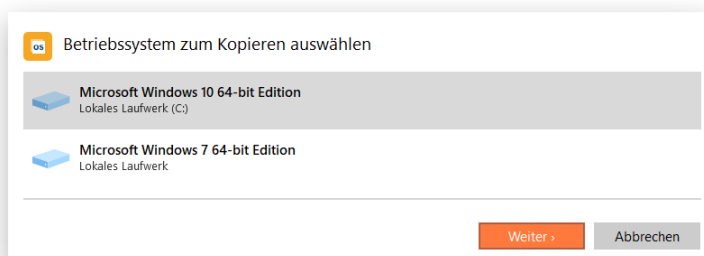 OS
Betriebssystem zum Kopieren auswählen
Microsoft Windows 10 64-bit Edition
Lokales Laufwerk (C:)
Microsoft Windows 7 64-bit Edition
Lokales Laufwerk
Weiter ›
Abbrechen